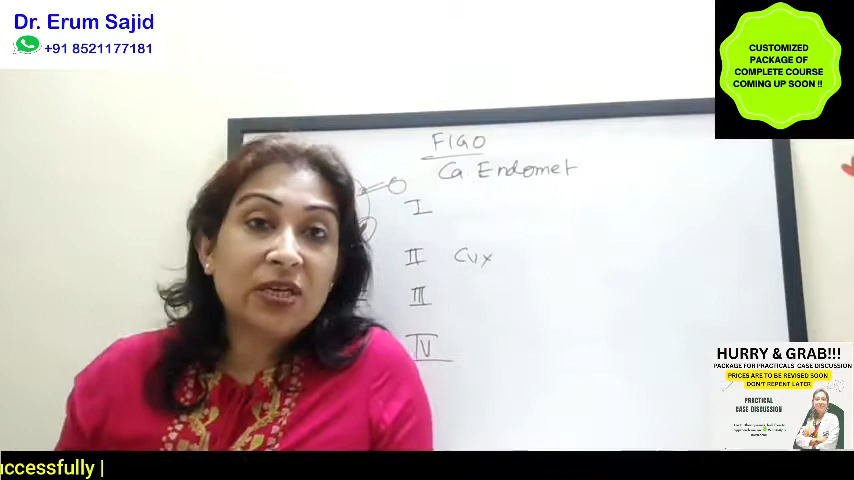 Dr. Erum Sajid
+91 8521177181
CUSTOMIZED
PACKAGE OF
COMPLETE COURSE
COMING UP SOON !!
FIGO
Ca Endomet
I
II Cvx
III
IV
HURRY & GRAB!!!
PACKAGE FOR PRACTICALS CASE DISCUSSION
PRICES ARE TO BE REVISED SOON
DON'T REPENT LATER
PRACTICAL
CASE DISCUSSION
uccessfully |